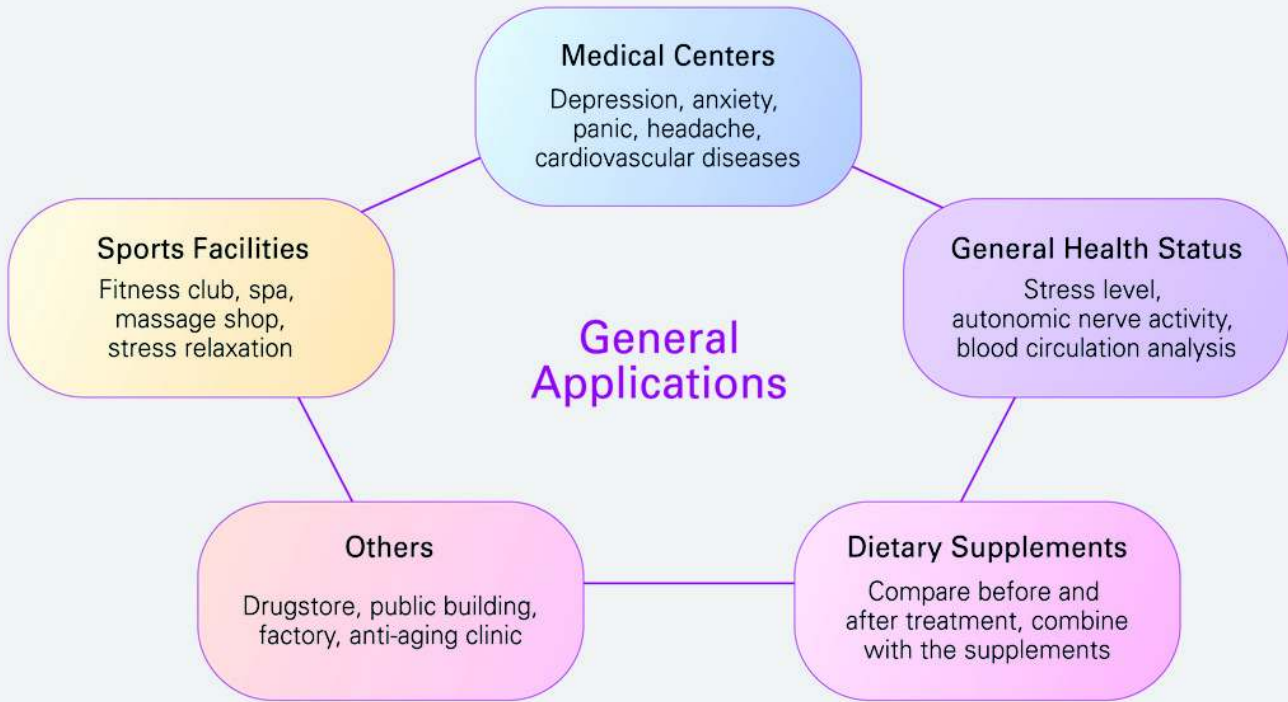 Medical Centers
Depression, anxiety,
panic, headache,
cardiovascular diseases
Sports Facilities
Fitness club, spa,
massage shop,
stress relaxation
General Health Status
Stress level,
autonomic nerve activity,
blood circulation analysis
General
Applications
Others
Drugstore, public building,
factory, anti-aging clinic
Dietary Supplements
Compare before and
after treatment, combine
with the supplements